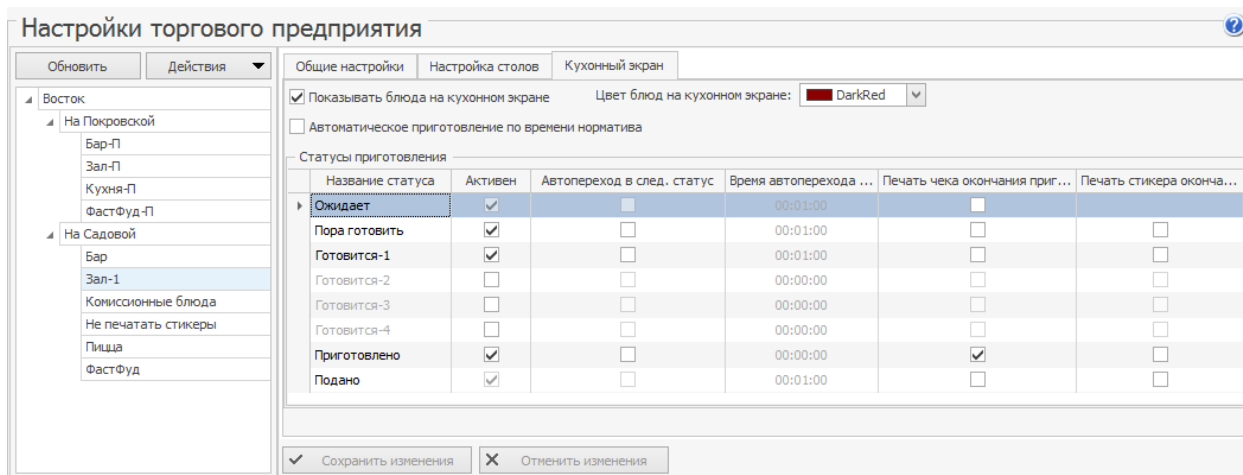 Настройки торгового предприятия
Обновить Действия
Восток
На Покровской
Бар-П
Зал-П
Кухня-П
ФастФуд-П
На Садовой
Бар
Зал-1
Комиссионные блюда
Не печатать стикеры
Пицца
ФастФуд
Общие настройки Настройка столов Кухонный экран
Показывать блюда на кухонном экране Цвет блюд на кухонном экране: DarkRed
Автоматическое приготовление по времени норматива
Статусы приготовления
Название статуса Активен Автопереход в след. статус Время автоперехода ... Печать чека окончания приг... Печать стикера оконча...
Ожидает 00:01:00
Пора готовить 00:01:00
Готовится-1 00:01:00
Готовится-2 00:00:00
Готовится-3 00:00:00
Готовится-4 00:00:00
Приготовлено 00:00:00
Подано 00:01:00
Сохранить изменения Отменить изменения